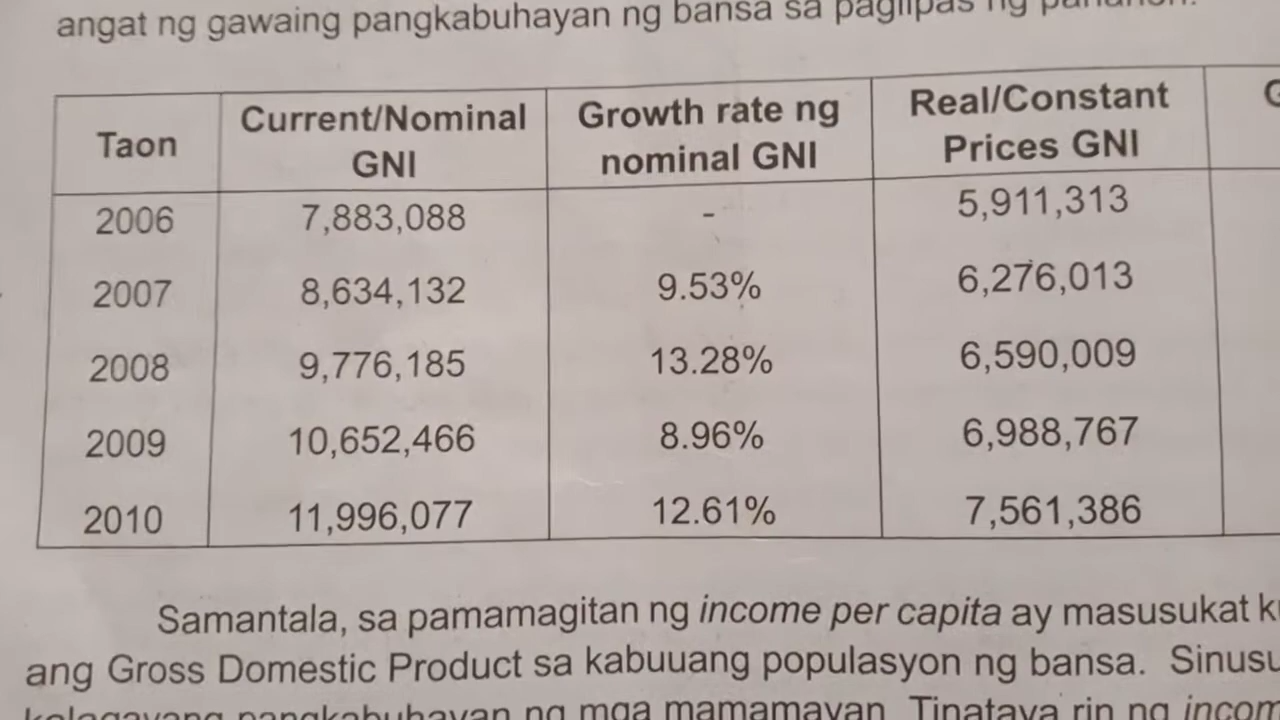 angat ng gawaing pangkabuhayan ng bansa sa paglipas ng panahon.
Taon Current/Nominal GNI Growth rate ng nominal GNI Real/Constant Prices GNI G
2006 7,883,088 - 5,911,313
2007 8,634,132 9.53% 6,276,013
2008 9,776,185 13.28% 6,590,009
2009 10,652,466 8.96% 6,988,767
2010 11,996,077 12.61% 7,561,386
Samantala, sa pamamagitan ng income per capita ay masusukat
ang Gross Domestic Product sa kabuuang populasyon ng bansa. Sinusu
pangkabuhayan ng mga mamamayan Tinataya rin ng incom